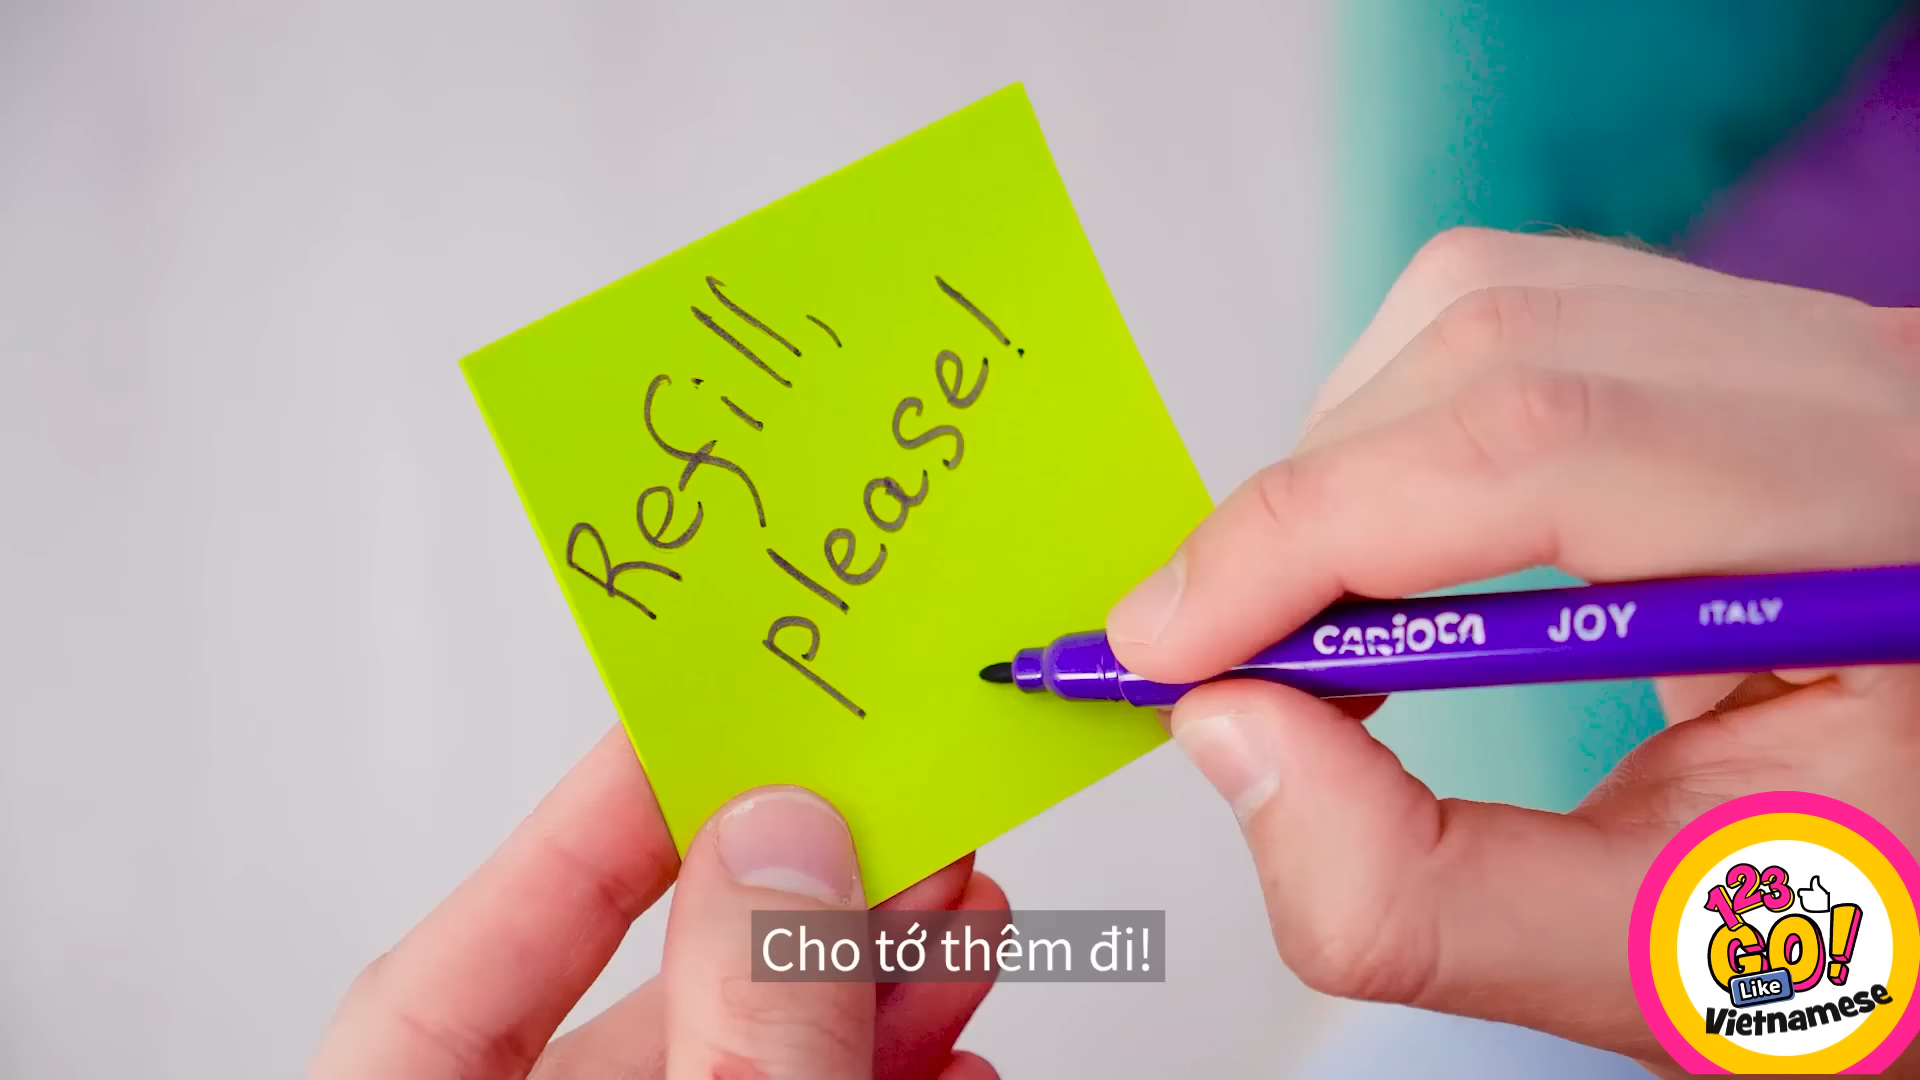 Refill,
please!
CARIOCA JOY ITALY
Cho tớ thêm đi!
123
GO!
Like
Vietnamese